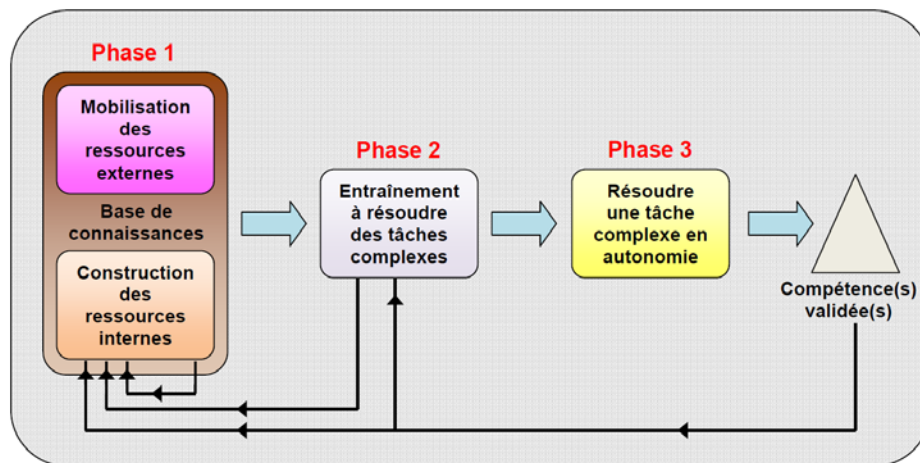 Phase 1
Mobilisation
des
ressources
externes
Base de
connaissances
Construction
des
ressources
internes
Phase 2
Entraînement
à résoudre
des tâches
complexes
Phase 3
Résoudre
une tâche
complexe en
autonomie
Compétence(s)
validée(s)